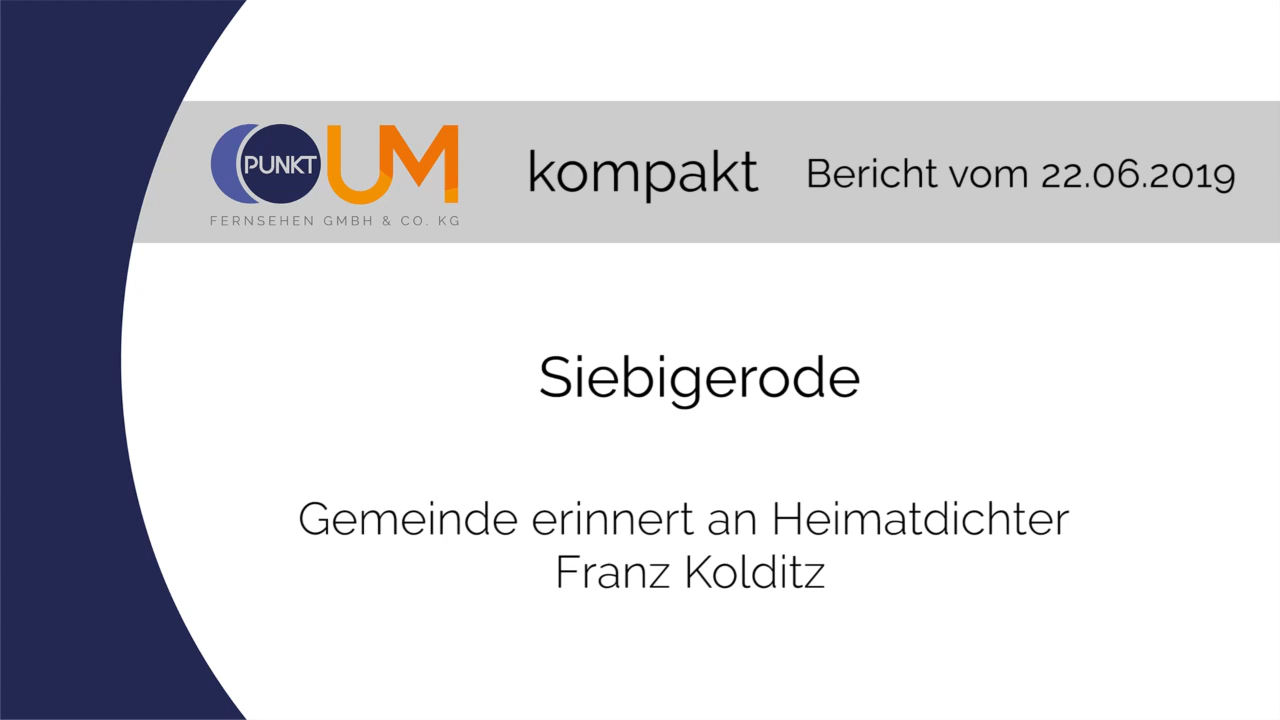 PUNKT UM
FERNSEHEN GMBH & CO. KG
kompakt
Bericht vom 22.06.2019
Siebigerode
Gemeinde erinnert an Heimatdichter
Franz Kolditz